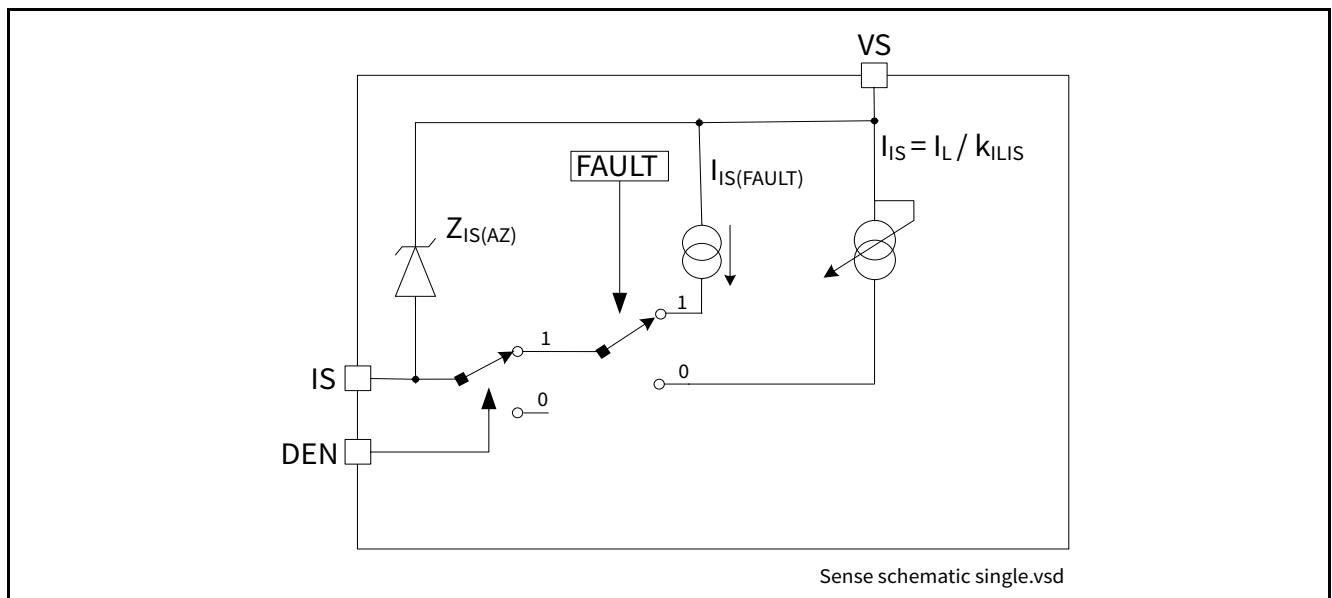 VS
I_IS = I_L / k_ILIS
FAULT
I_IS(FAULT)
Z_IS(AZ)
1
1
IS
0
0
DEN
Sense schematic single.vsd